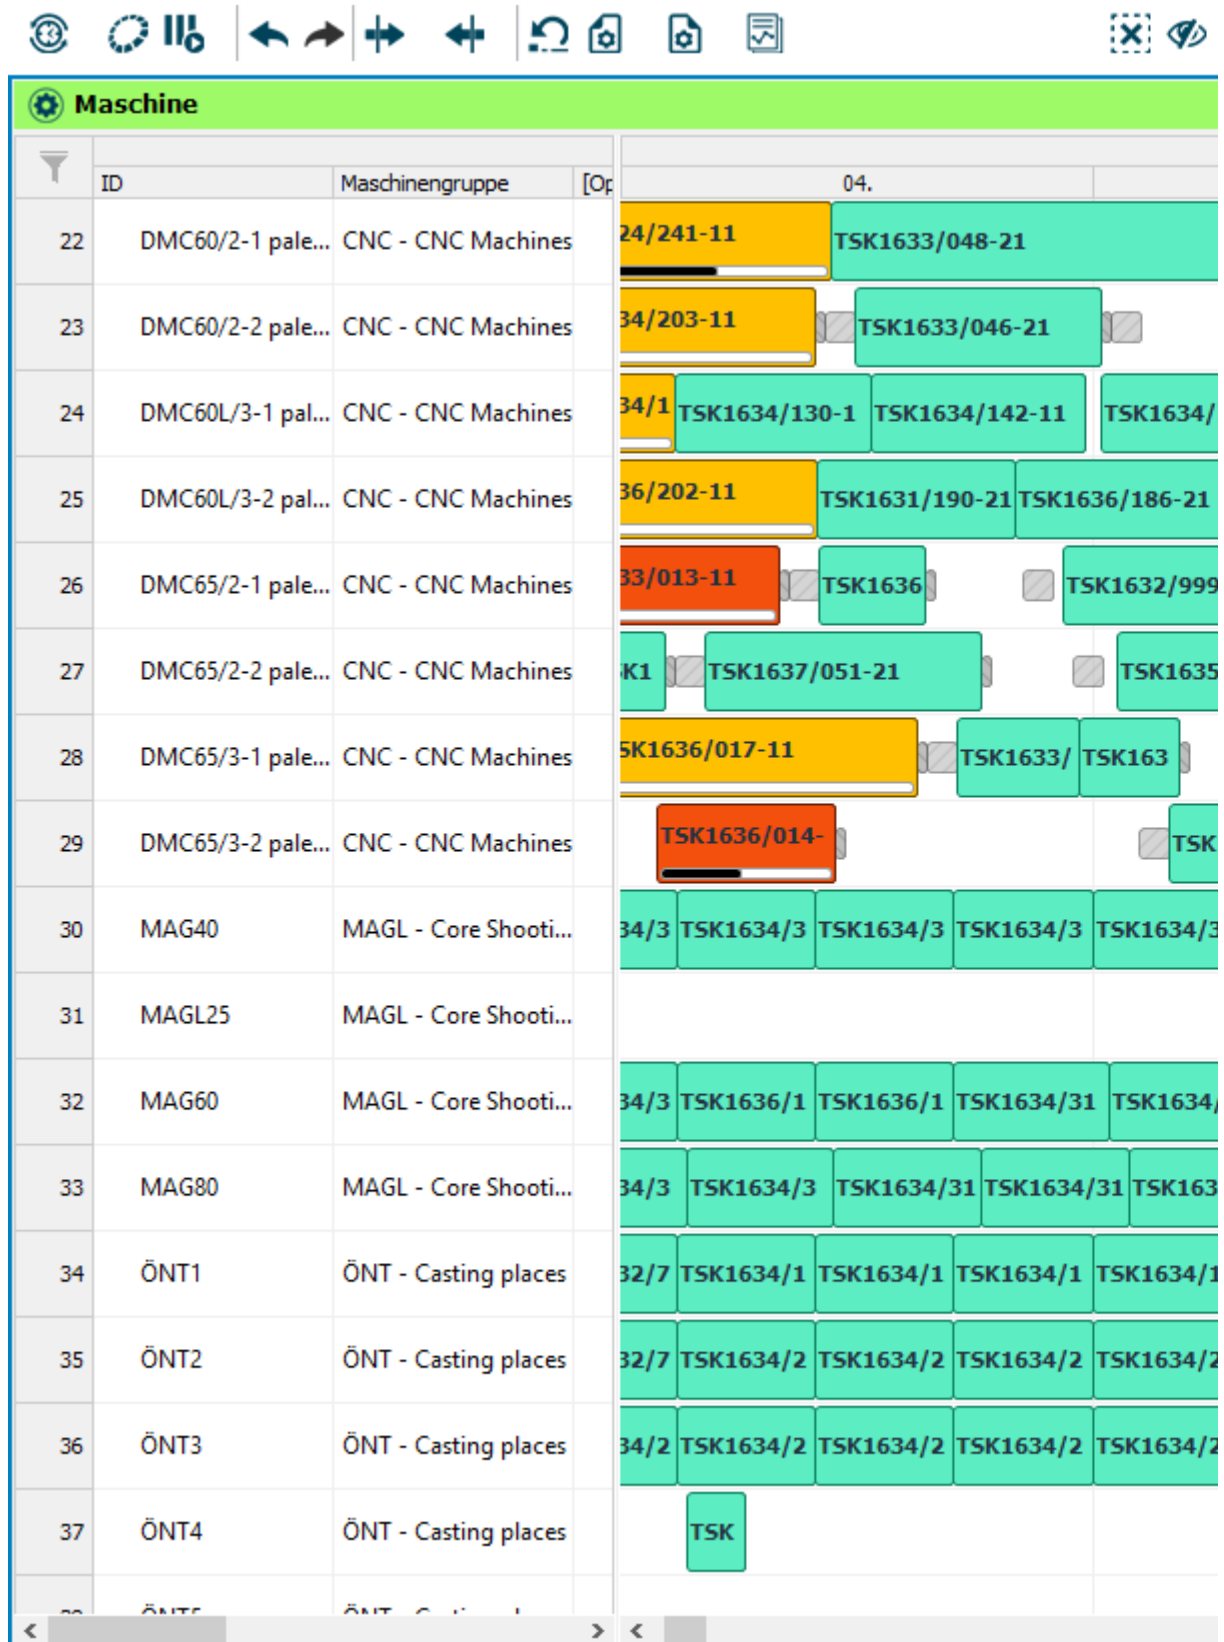 Maschine
ID Maschinengruppe [Op 04.
22 DMC60/2-1 pale... CNC - CNC Machines 24/241-11 TSK1633/048-21
23 DMC60/2-2 pale... CNC - CNC Machines 34/203-11 TSK1633/046-21
24 DMC60L/3-1 pal... CNC - CNC Machines 34/1 TSK1634/130-1 TSK1634/142-11 TSK1634/
25 DMC60L/3-2 pal... CNC - CNC Machines 36/202-11 TSK1631/190-21 TSK1636/186-21
26 DMC65/2-1 pale... CNC - CNC Machines 33/013-11 TSK1636 TSK1632/999
27 DMC65/2-2 pale... CNC - CNC Machines K1 TSK1637/051-21 TSK1635
28 DMC65/3-1 pale... CNC - CNC Machines SK1636/017-11 TSK1633/ TSK163
29 DMC65/3-2 pale... CNC - CNC Machines TSK1636/014- TSK
30 MAG40 MAGL - Core Shooti... 34/3 TSK1634/3 TSK1634/3 TSK1634/3 TSK1634/3
31 MAGL25 MAGL - Core Shooti...
32 MAG60 MAGL - Core Shooti... 34/3 TSK1636/1 TSK1636/1 TSK1634/31 TSK1634/
33 MAG80 MAGL - Core Shooti... 34/3 TSK1634/3 TSK1634/31 TSK1634/31 TSK163
34 ÖNT1 ÖNT - Casting places 32/7 TSK1634/1 TSK1634/1 TSK1634/1 TSK1634/1
35 ÖNT2 ÖNT - Casting places 32/7 TSK1634/2 TSK1634/2 TSK1634/2 TSK1634/2
36 ÖNT3 ÖNT - Casting places 34/2 TSK1634/2 TSK1634/2 TSK1634/2 TSK1634/2
37 ÖNT4 ÖNT - Casting places TSK